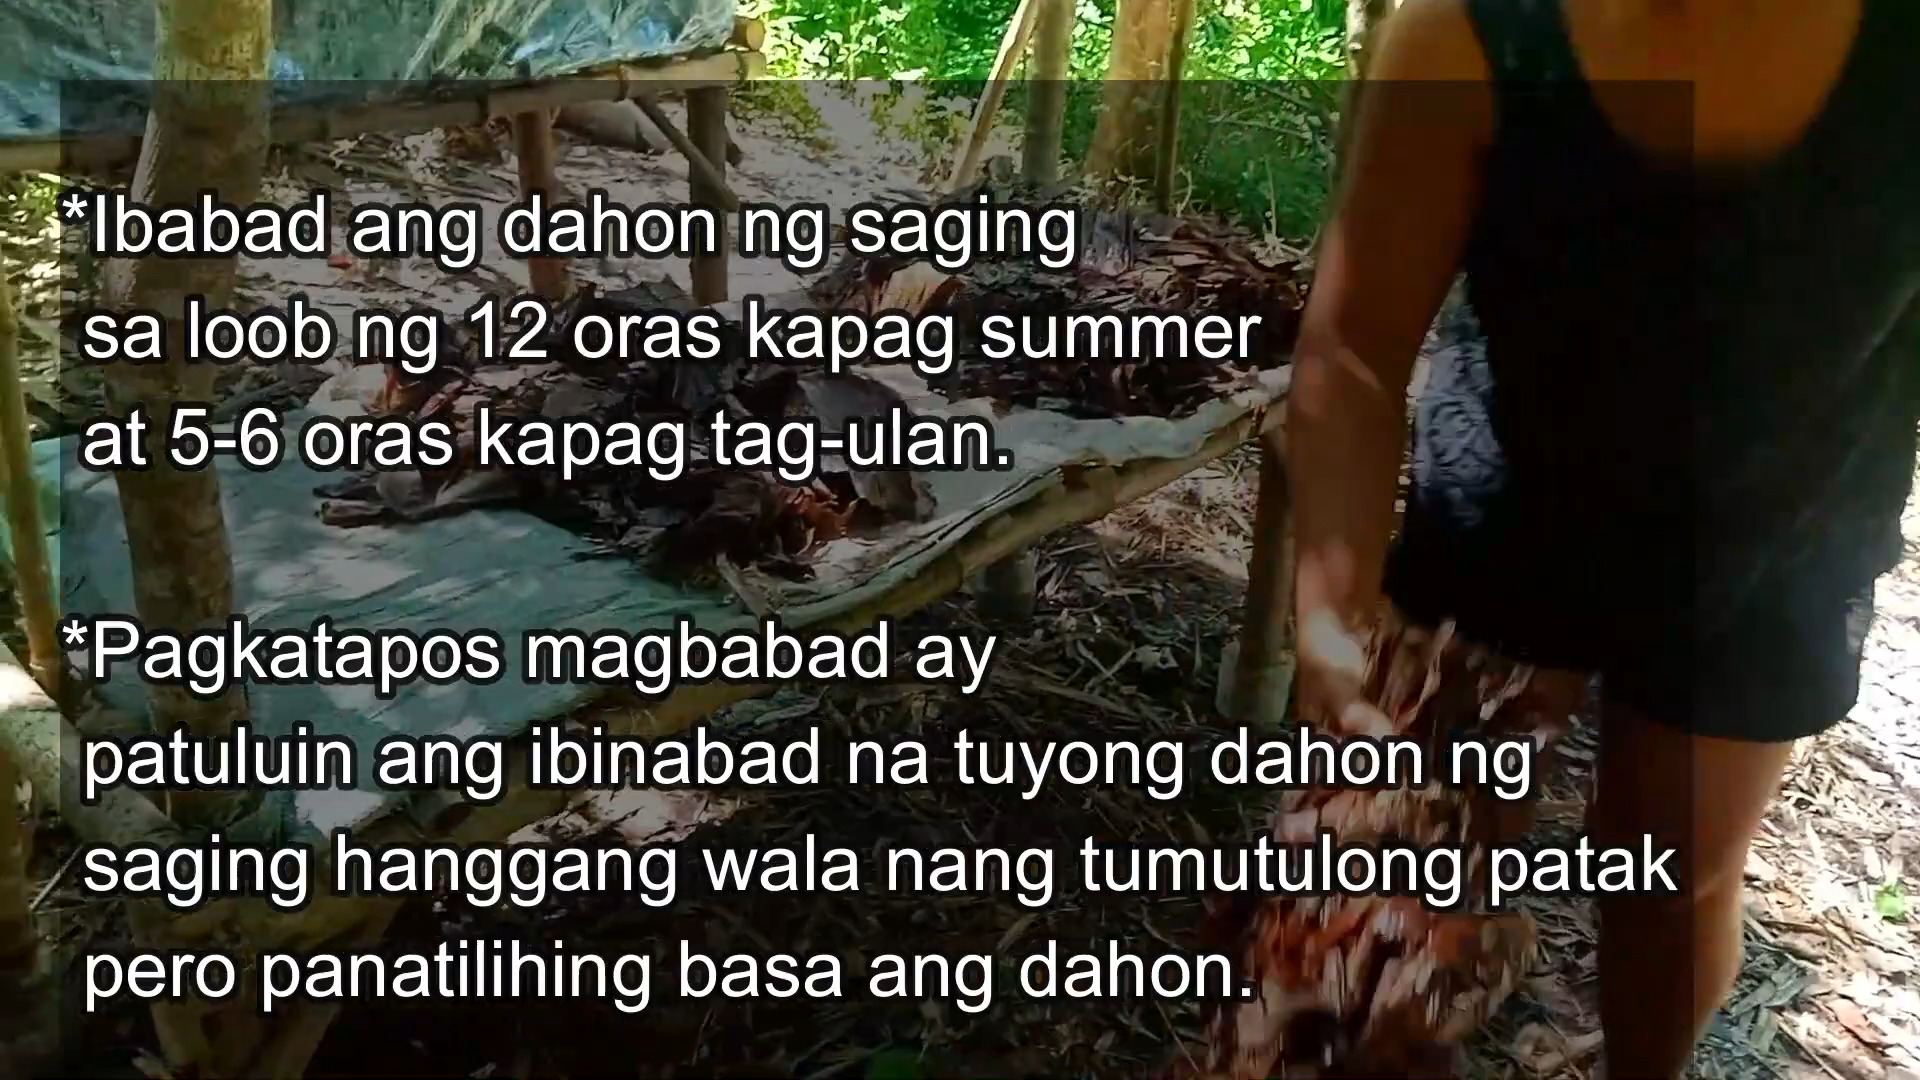 *Ibabad ang dahon ng saging
sa loob ng 12 oras kapag summer
at 5-6 oras kapag tag-ulan.
*Pagkatapos magbabad ay
patuluin ang ibinabad na tuyong dahon ng
saging hanggang wala nang tumutulong patak
pero panatilihing basa ang dahon.